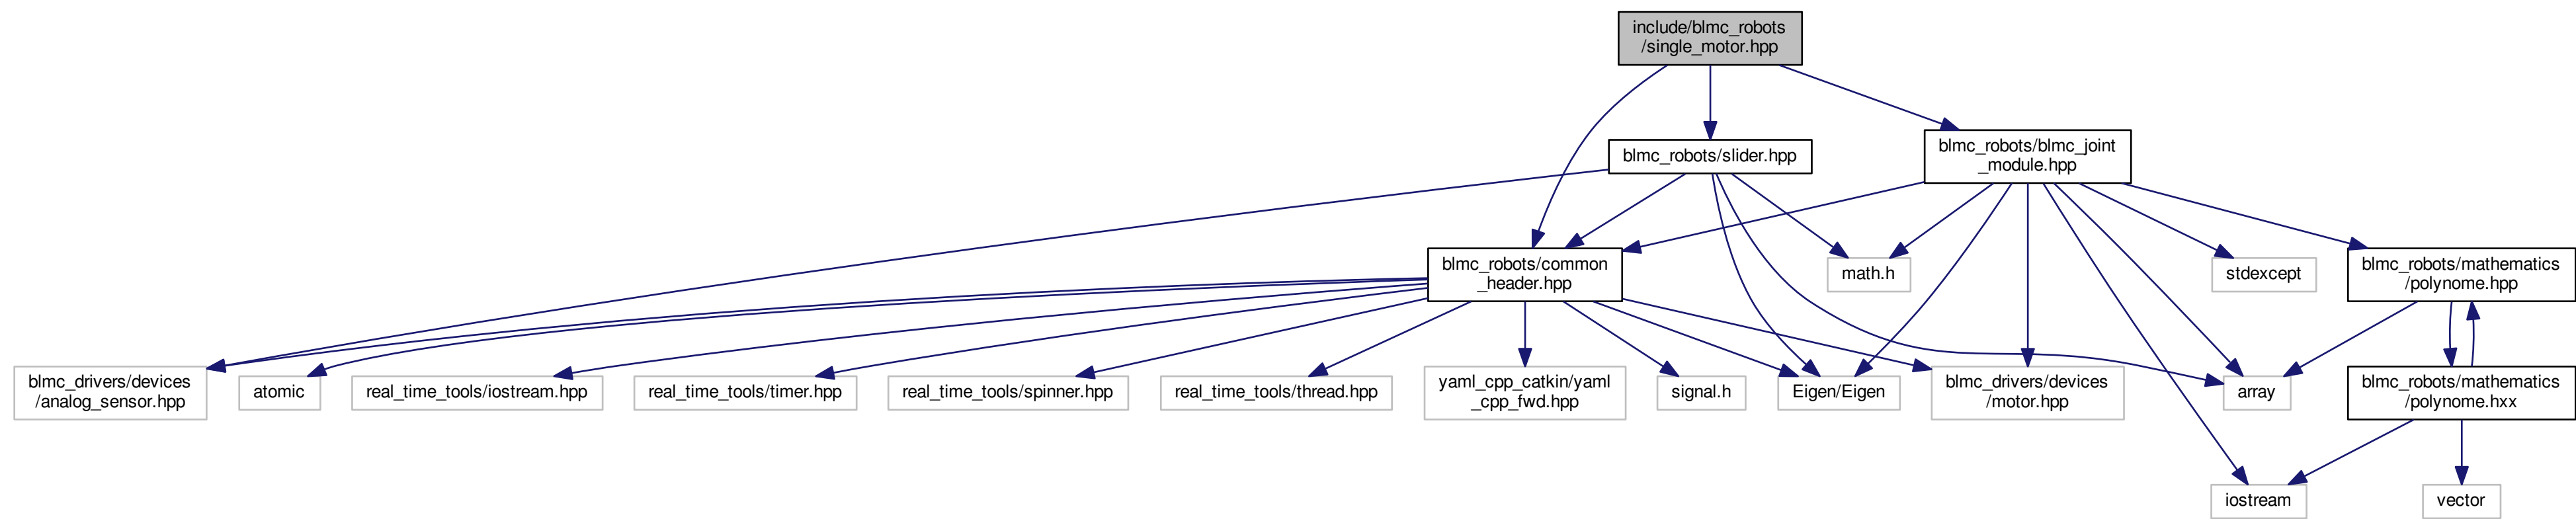 include/blmc_robots
/single_motor.hpp
blmc_robots/slider.hpp
blmc_robots/blmc_joint
_module.hpp
blmc_robots/common
_header.hpp
math.h
stdexcept
blmc_robots/mathematics
/polynome.hpp
blmc_drivers/devices
/analog_sensor.hpp
atomic
real_time_tools/iostream.hpp
real_time_tools/timer.hpp
real_time_tools/spinner.hpp
real_time_tools/thread.hpp
yaml_cpp_catkin/yaml
_cpp_fwd.hpp
signal.h
Eigen/Eigen
blmc_drivers/devices
/motor.hpp
array
blmc_robots/mathematics
/polynome.hxx
iostream
vector